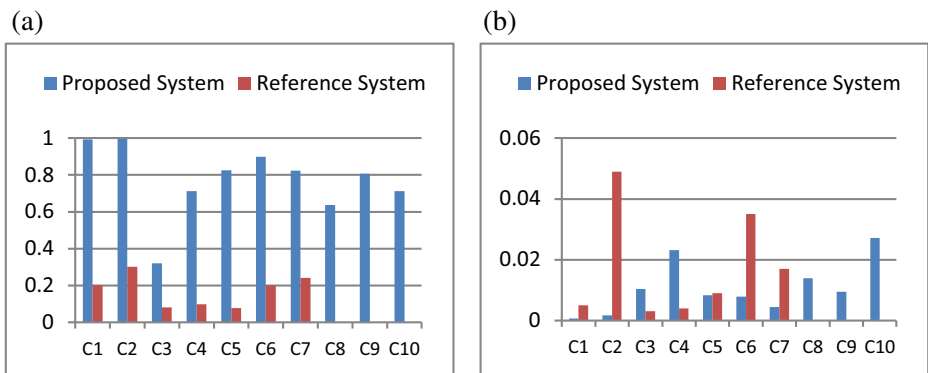 (a)
Proposed System Reference System
1
0.8
0.6
0.4
0.2
0
C1 C2 C3 C4 C5 C6 C7 C8 C9 C10
(b)
Proposed System Reference System
0.06
0.04
0.02
0
C1 C2 C3 C4 C5 C6 C7 C8 C9 C10